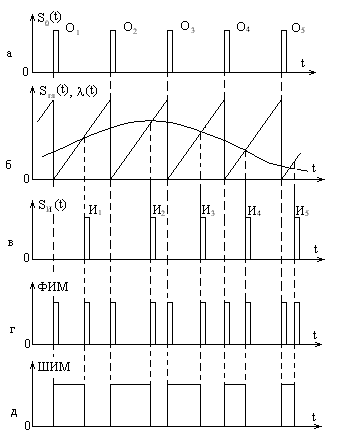 S₀(t) O₁ O₂ O₃ O₄ O₅
а
0 t
Sгл(t), λ(t)
б
0 t
Sи(t) И₁ И₂ И₃ И₄ И₅
в
0 t
ФИМ
г
0 t
ШИМ
д
0 t